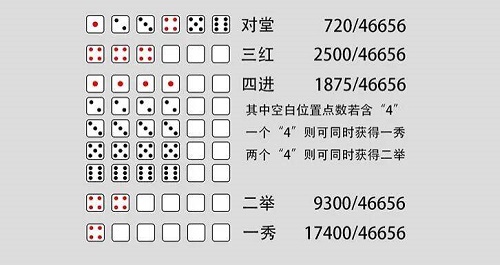 对堂 720/46656
三红 2500/46656
四进 1875/46656
其中空白位置点数若含“4”
一个“4”则可同时获得一秀
两个“4”则可同时获得二举
二举 9300/46656
一秀 17400/46656